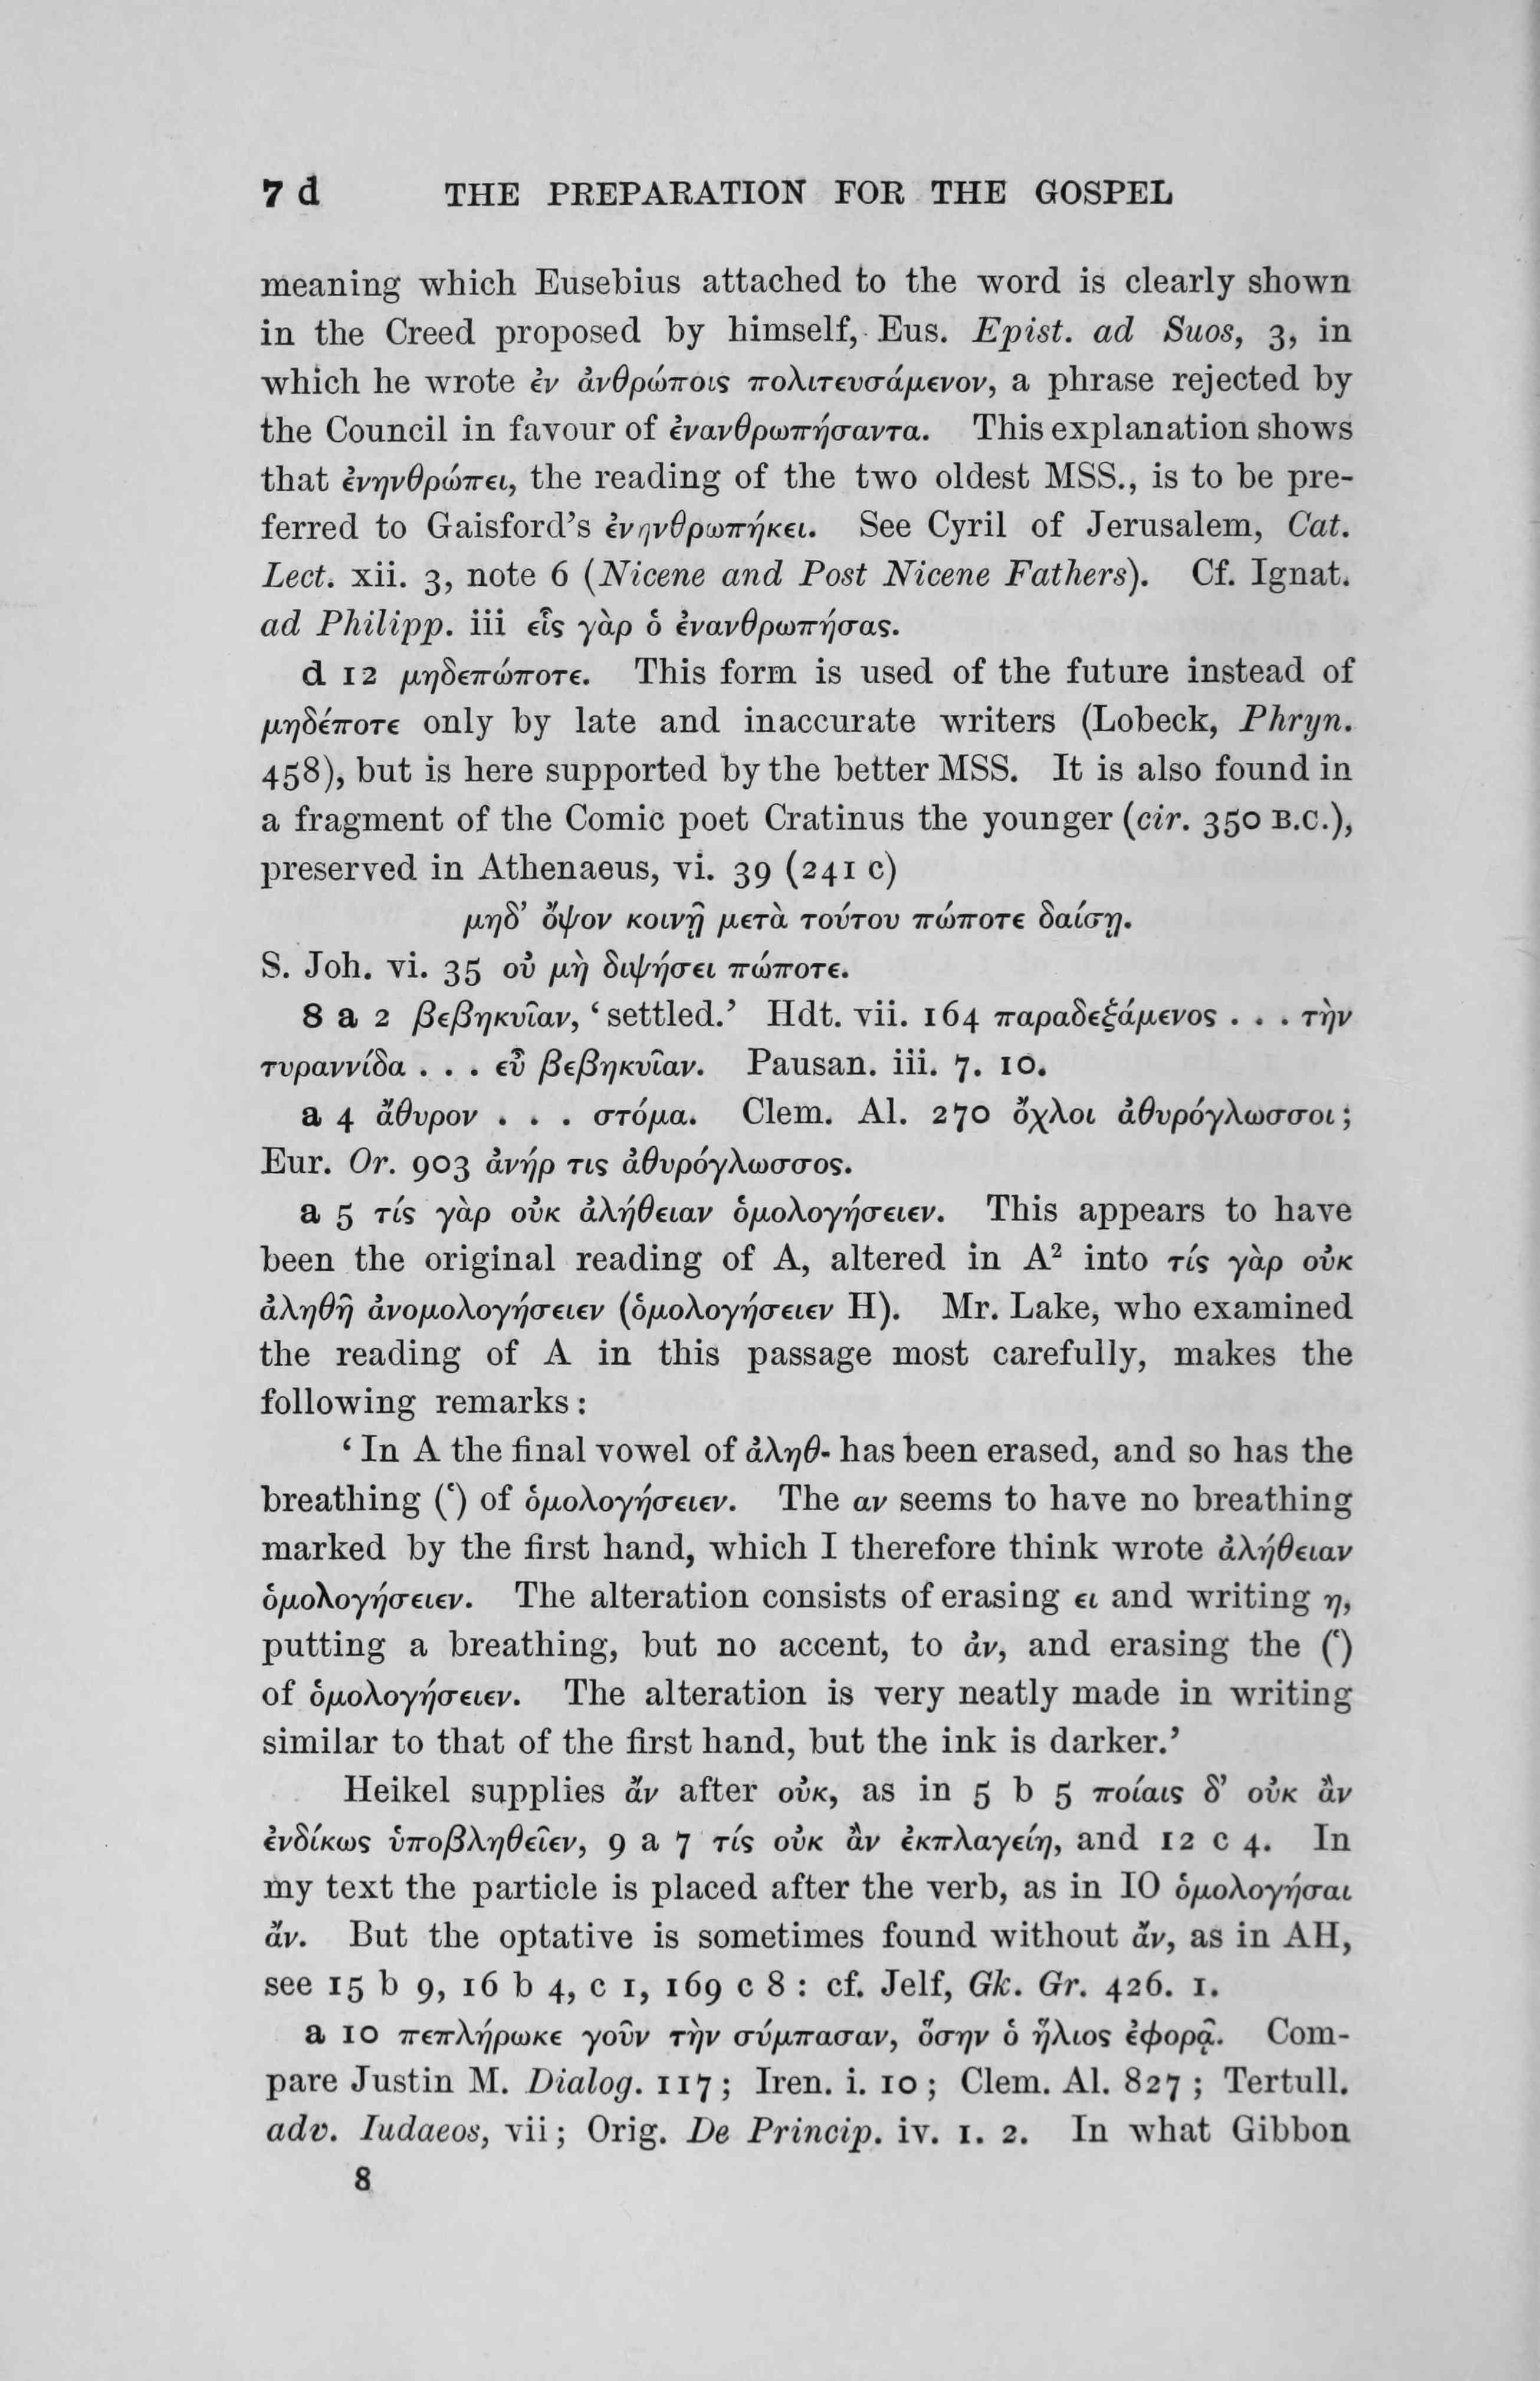 7 d THE PREPARATION FOR THE GOSPEL
meaning which Eusebius attached to the word is clearly shown
in the Creed proposed by himself, Eus. Epist. ad Suos, 3, in
which he wrote ἐν ἀνθρώποις πολιτευσάμενον, a phrase rejected by
the Council in favour of ἐνανθρωπήσαντα. This explanation shows
that ἐνηνθρώπει, the reading of the two oldest MSS., is to be pre-
ferred to Gaisford’s ἐνηνθρωπήκει. See Cyril of Jerusalem, Cat.
Lect. xii. 3, note 6 (Nicene and Post Nicene Fathers). Cf. Ignat.
ad Philipp. iii εἷς γὰρ ὁ ἐνανθρωπήσας.
d 12 μηδεπώποτε. This form is used of the future instead of
μηδέποτε only by late and inaccurate writers (Lobeck, Phryn.
458), but is here supported by the better MSS. It is also found in
a fragment of the Comic poet Cratinus the younger (cir. 350 B.C.),
preserved in Athenaeus, vi. 39 (241 c)
μηδ’ ὄψον κοινῇ μετὰ τούτου πώποτε δαίσῃ.
S. Joh. vi. 35 οὐ μὴ διψήσει πώποτε.
8 a 2 βεβηκυῖαν, ‘settled.’ Hdt. vii. 164 παραδεξάμενος . . . τὴν
τυραννίδα . . . εὖ βεβηκυῖαν. Pausan. iii. 7. 10.
a 4 ἄθυρον . . . στόμα. Clem. Al. 270 ὄχλοι ἀθυρόγλωσσοι;
Eur. Or. 903 ἀνήρ τις ἀθυρόγλωσσος.
a 5 τίς γὰρ οὐκ ἀλήθειαν ὁμολογήσειεν. This appears to have
been the original reading of A, altered in A² into τίς γὰρ οὐκ
ἀληθῆ ἀνομολογήσειεν (ὁμολογήσειεν H). Mr. Lake, who examined
the reading of A in this passage most carefully, makes the
following remarks:
‘In A the final vowel of ἀληθ- has been erased, and so has the
breathing (῾) of ὁμολογήσειεν. The αν seems to have no breathing
marked by the first hand, which I therefore think wrote ἀλήθειαν
ὁμολογήσειεν. The alteration consists of erasing ει and writing η,
putting a breathing, but no accent, to ἀν, and erasing the (῾)
of ὁμολογήσειεν. The alteration is very neatly made in writing
similar to that of the first hand, but the ink is darker.’
Heikel supplies ἄν after οὐκ, as in 5 b 5 ποίαις δ’ οὐκ ἂν
ἐνδίκως ὑποβληθεῖεν, 9 a 7 τίς οὐκ ἂν ἐκπλαγείη, and 12 c 4. In
my text the particle is placed after the verb, as in IO ὁμολογήσαι
ἄν. But the optative is sometimes found without ἄν, as in AH,
see 15 b 9, 16 b 4, c 1, 169 c 8 : cf. Jelf, Gk. Gr. 426. 1.
a 10 πεπλήρωκε γοῦν τὴν σύμπασαν, ὅσην ὁ ἥλιος ἐφορᾷ. Com-
pare Justin M. Dialog. 117; Iren. i. 10; Clem. Al. 827; Tertull.
adv. Iudaeos, vii; Orig. De Princip. iv. 1. 2. In what Gibbon
8